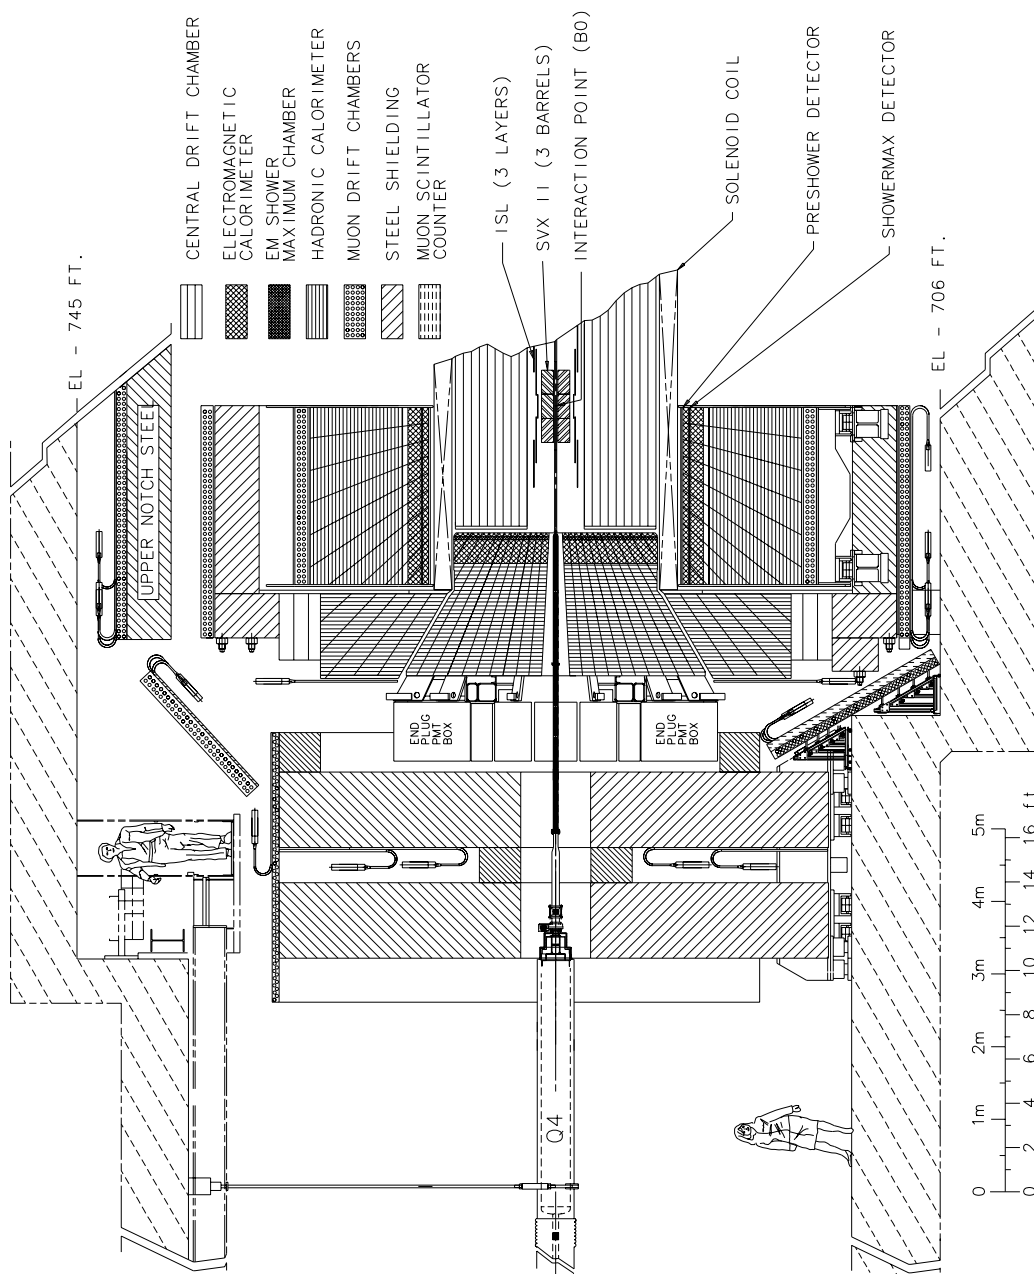 EL - 745 FT.
CENTRAL DRIFT CHAMBER
ELECTROMAGNETIC
CALORIMETER
EM SHOWER
MAXIMUM CHAMBER
HADRONIC CALORIMETER
MUON DRIFT CHAMBERS
STEEL SHIELDING
MUON SCINTILLATOR
COUNTER
ISL (3 LAYERS)
SVX II (3 BARRELS)
INTERACTION POINT (B0)
SOLENOID COIL
PRESHOWER DETECTOR
SHOWERMAX DETECTOR
EL - 706 FT.
UPPER NOTCH STEEL
END
PLUG
PMT
BOX
END
PLUG
PMT
BOX
Q4
0 1m 2m 3m 4m 5m
0 2 4 6 8 10 12 14 16 ft